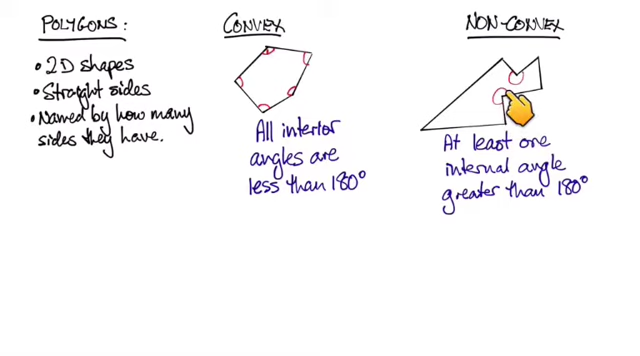 POLYGONS:
• 2D shapes
• Straight sides
• Named by how many
sides they have.
CONVEX
All interior
angles are
less than 180°
NON-CONVEX
At least one
internal angle
greater than 180°